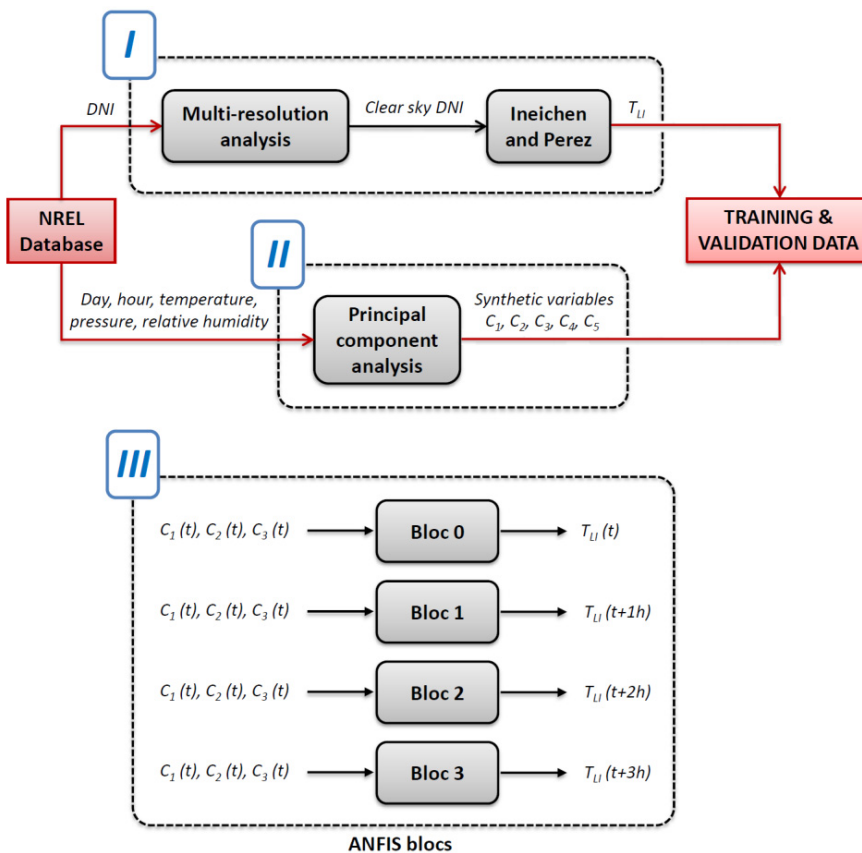 I
DNI
Multi-resolution
analysis
Clear sky DNI
Ineichen
and Perez
T_LI
NREL
Database
TRAINING &
VALIDATION DATA
II
Day, hour, temperature,
pressure, relative humidity
Principal
component
analysis
Synthetic variables
C₁, C₂, C₃, C₄, C₅
III
C₁ (t), C₂ (t), C₃ (t)
Bloc 0
T_LI (t)
C₁ (t), C₂ (t), C₃ (t)
Bloc 1
T_LI (t+1h)
C₁ (t), C₂ (t), C₃ (t)
Bloc 2
T_LI (t+2h)
C₁ (t), C₂ (t), C₃ (t)
Bloc 3
T_LI (t+3h)
ANFIS blocs